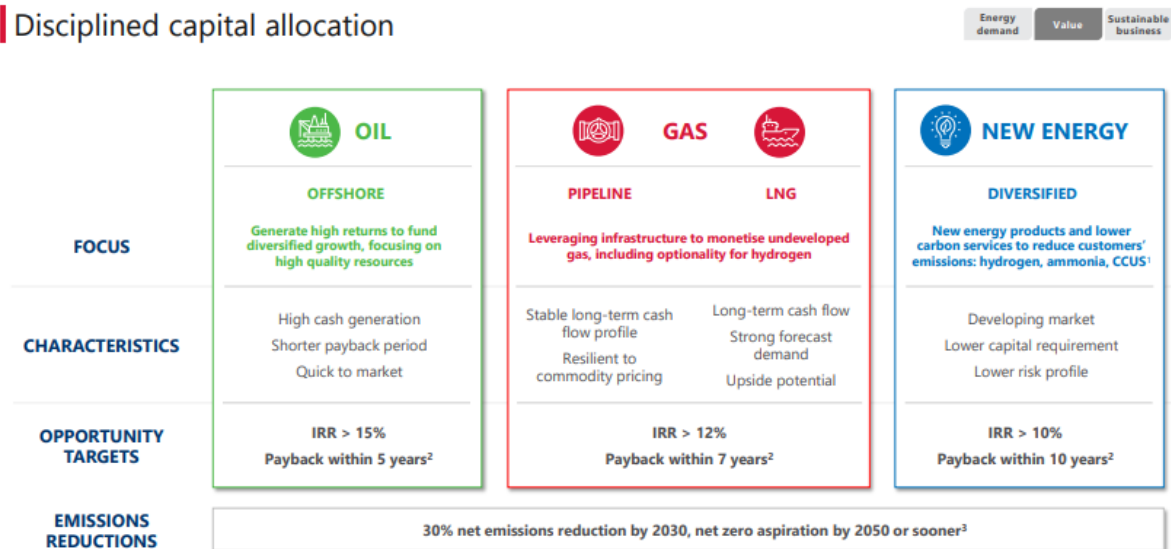 Disciplined capital allocation
Energy
demand
Value
Sustainable
business
OIL
GAS
NEW ENERGY
OFFSHORE
PIPELINE
LNG
DIVERSIFIED
FOCUS
Generate high returns to fund
diversified growth, focusing on
high quality resources
Leveraging infrastructure to monetise undeveloped
gas, including optionality for hydrogen
New energy products and lower
carbon services to reduce customers'
emissions: hydrogen, ammonia, CCUS¹
CHARACTERISTICS
High cash generation
Shorter payback period
Quick to market
Stable long-term cash
flow profile
Resilient to
commodity pricing
Long-term cash flow
Strong forecast
demand
Upside potential
Developing market
Lower capital requirement
Lower risk profile
OPPORTUNITY
TARGETS
IRR > 15%
Payback within 5 years²
IRR > 12%
Payback within 7 years²
IRR > 10%
Payback within 10 years²
EMISSIONS
REDUCTIONS
30% net emissions reduction by 2030, net zero aspiration by 2050 or sooner³